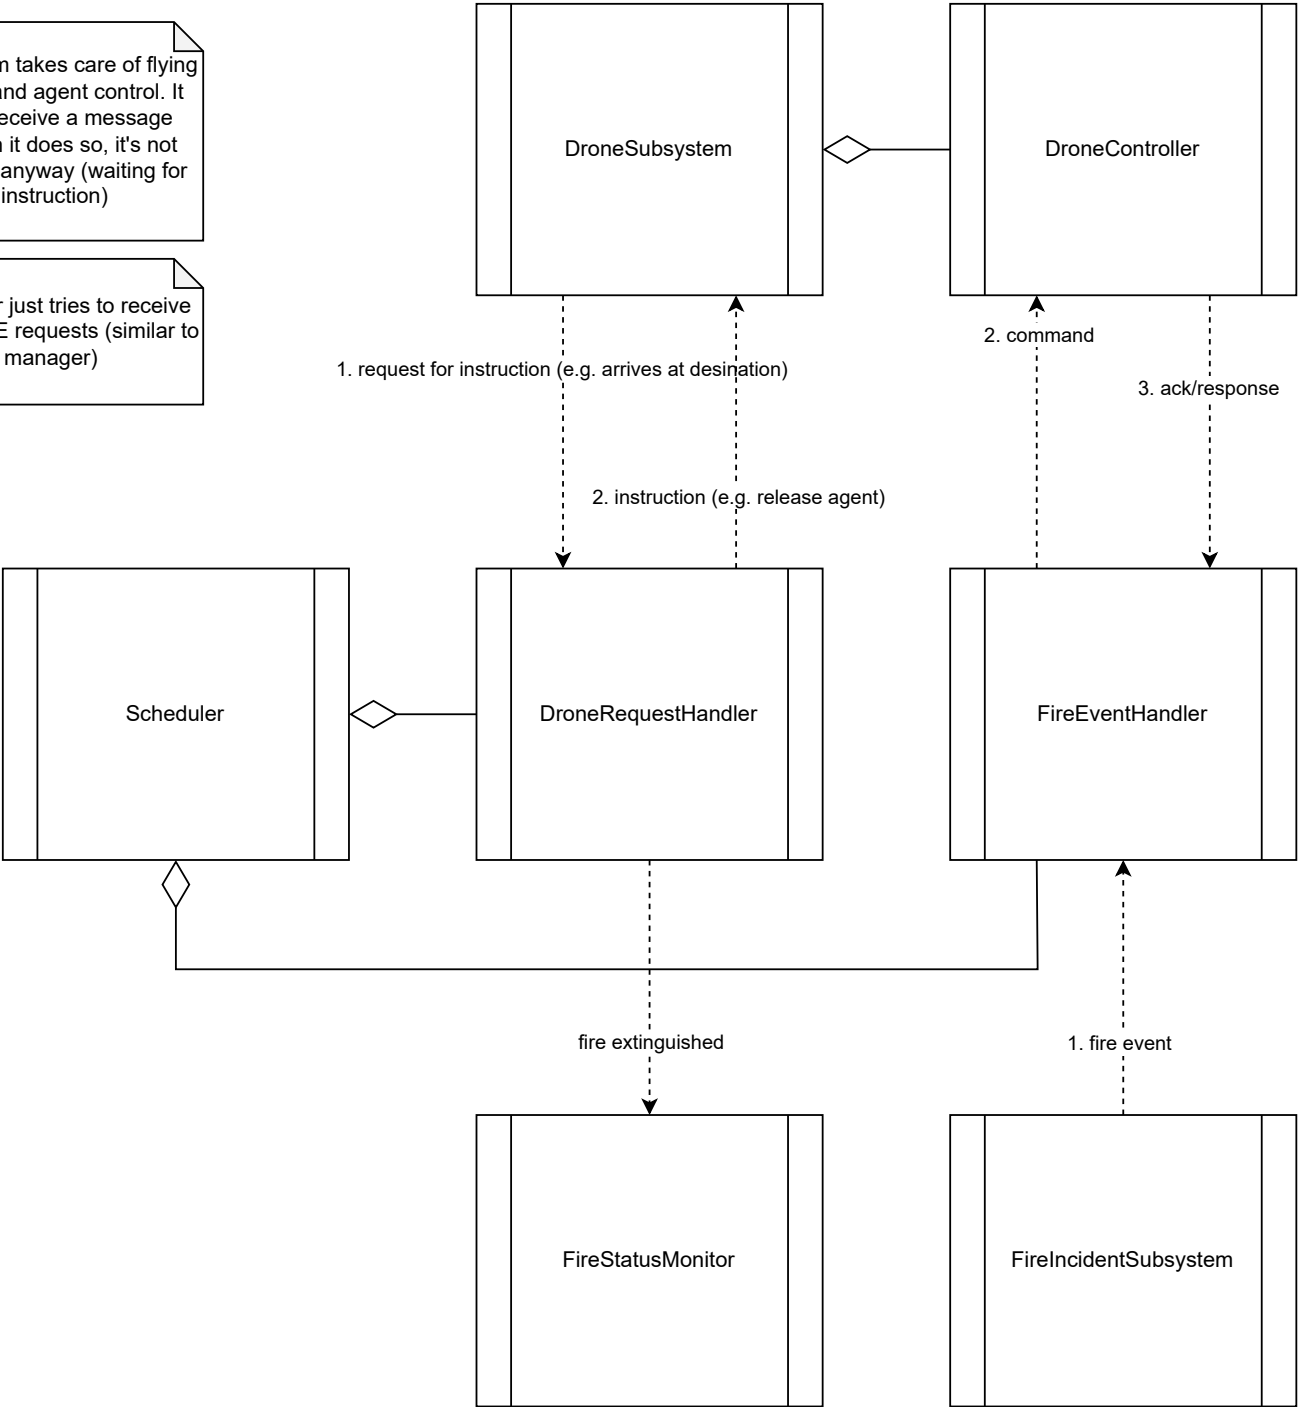 takes care of flying
and agent control. It
receive a message
it does so, it's not
anyway (waiting for
instruction)
just tries to receive
requests (similar to
manager)
DroneSubsystem
DroneController
1. request for instruction (e.g. arrives at desination)
2. instruction (e.g. release agent)
2. command
3. ack/response
Scheduler
DroneRequestHandler
FireEventHandler
fire extinguished
1. fire event
FireStatusMonitor
FireIncidentSubsystem